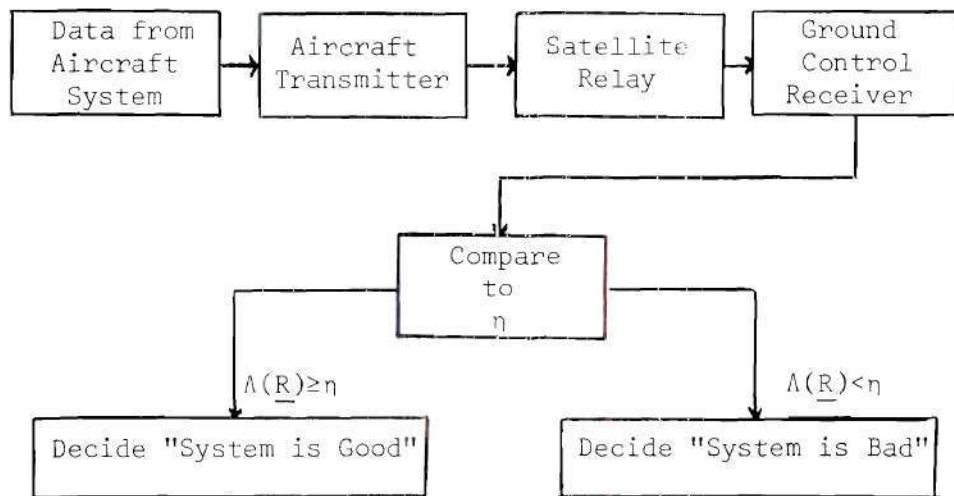 Data from
Aircraft
System
Aircraft
Transmitter
Satellite
Relay
Ground
Control
Receiver
Compare
to
η
Λ(R)≥η
Λ(R)<η
Decide "System is Good"
Decide "System is Bad"